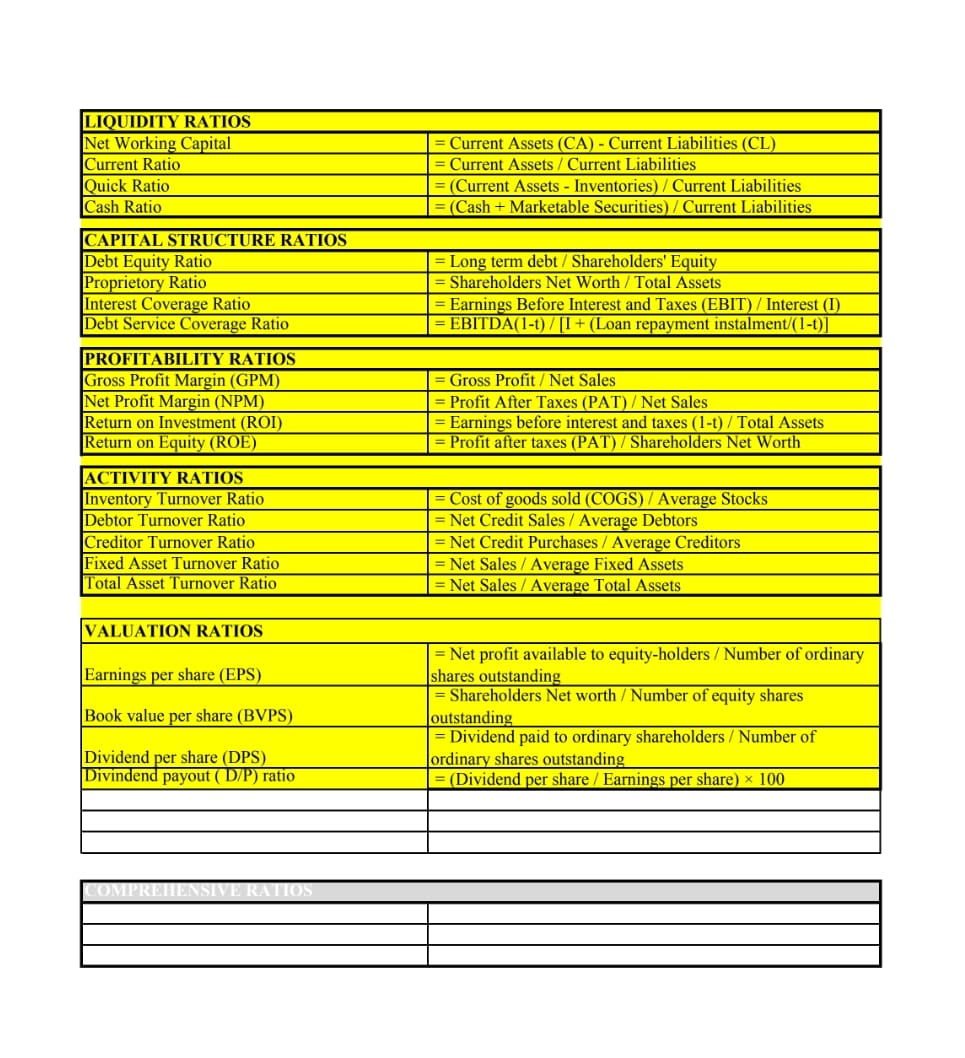 LIQUIDITY RATIOS
Net Working Capital = Current Assets (CA) - Current Liabilities (CL)
Current Ratio = Current Assets / Current Liabilities
Quick Ratio = (Current Assets - Inventories) / Current Liabilities
Cash Ratio = (Cash + Marketable Securities) / Current Liabilities
CAPITAL STRUCTURE RATIOS
Debt Equity Ratio = Long term debt / Shareholders' Equity
Proprietory Ratio = Shareholders Net Worth / Total Assets
Interest Coverage Ratio = Earnings Before Interest and Taxes (EBIT) / Interest (I)
Debt Service Coverage Ratio = EBITDA(1-t) / [I + (Loan repayment instalment/(1-t)]
PROFITABILITY RATIOS
Gross Profit Margin (GPM) = Gross Profit / Net Sales
Net Profit Margin (NPM) = Profit After Taxes (PAT) / Net Sales
Return on Investment (ROI) = Earnings before interest and taxes (1-t) / Total Assets
Return on Equity (ROE) = Profit after taxes (PAT) / Shareholders Net Worth
ACTIVITY RATIOS
Inventory Turnover Ratio = Cost of goods sold (COGS) / Average Stocks
Debtor Turnover Ratio = Net Credit Sales / Average Debtors
Creditor Turnover Ratio = Net Credit Purchases / Average Creditors
Fixed Asset Turnover Ratio = Net Sales / Average Fixed Assets
Total Asset Turnover Ratio = Net Sales / Average Total Assets
VALUATION RATIOS
= Net profit available to equity-holders / Number of ordinary
Earnings per share (EPS) shares outstanding
= Shareholders Net worth / Number of equity shares
Book value per share (BVPS) outstanding
= Dividend paid to ordinary shareholders / Number of
Dividend per share (DPS) ordinary shares outstanding
Divindend payout ( D/P) ratio = (Dividend per share / Earnings per share) × 100
COMPREHENSIVE RATIOS